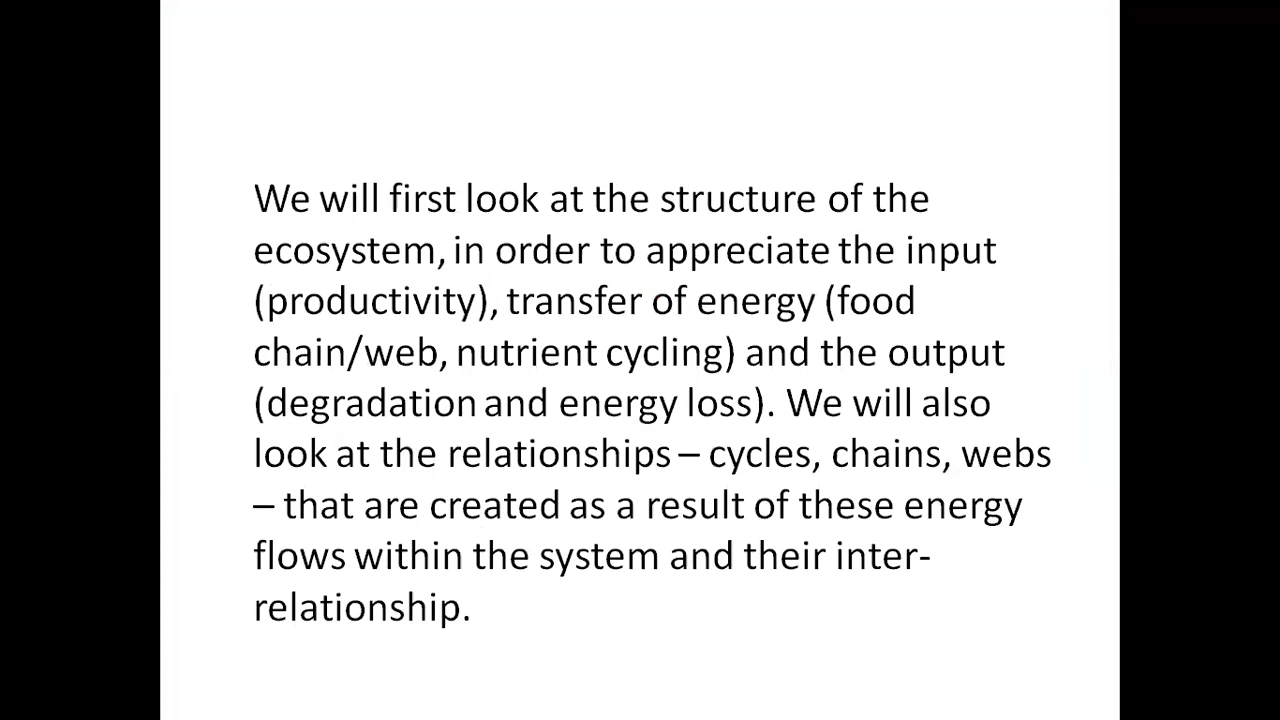 We will first look at the structure of the
ecosystem, in order to appreciate the input
(productivity), transfer of energy (food
chain/web, nutrient cycling) and the output
(degradation and energy loss). We will also
look at the relationships – cycles, chains, webs
– that are created as a result of these energy
flows within the system and their inter-
relationship.